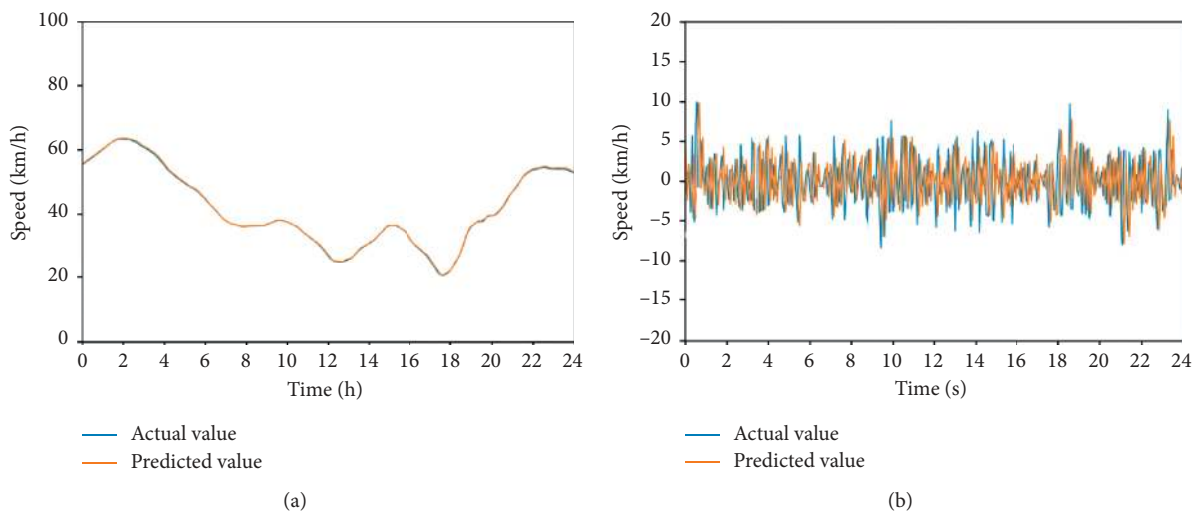 100
80
60
40
20
0
Speed (km/h)
0 2 4 6 8 10 12 14 16 18 20 22 24
Time (h)
Actual value
Predicted value
(a)
20
15
10
5
0
–5
–10
–15
–20
Speed (km/h)
0 2 4 6 8 10 12 14 16 18 20 22 24
Time (s)
Actual value
Predicted value
(b)